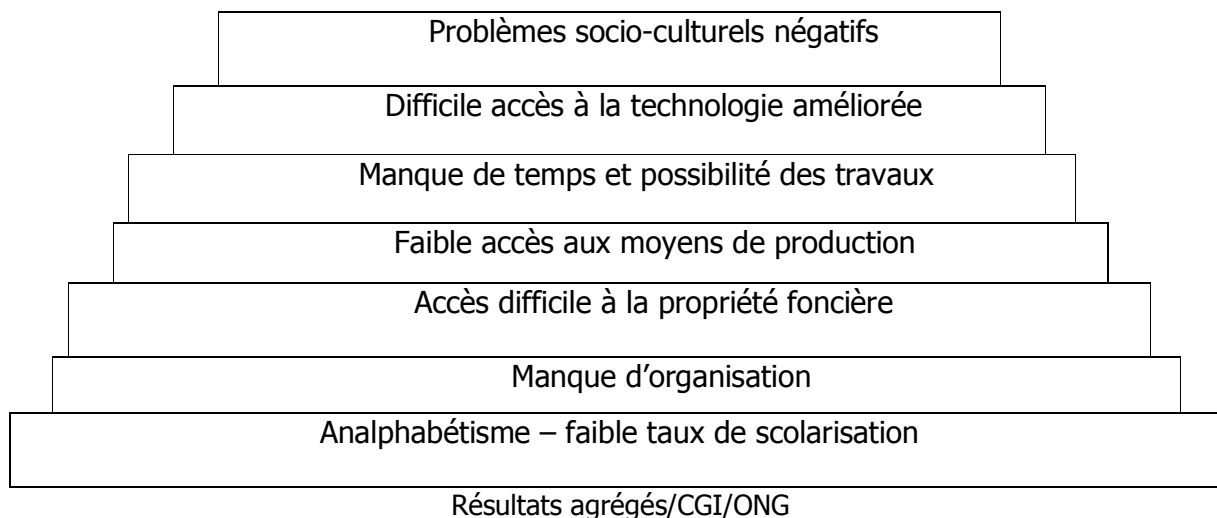 Problèmes socio-culturels négatifs
Difficile accès à la technologie améliorée
Manque de temps et possibilité des travaux
Faible accès aux moyens de production
Accès difficile à la propriété foncière
Manque d’organisation
Analphabétisme – faible taux de scolarisation
Résultats agrégés/CGI/ONG